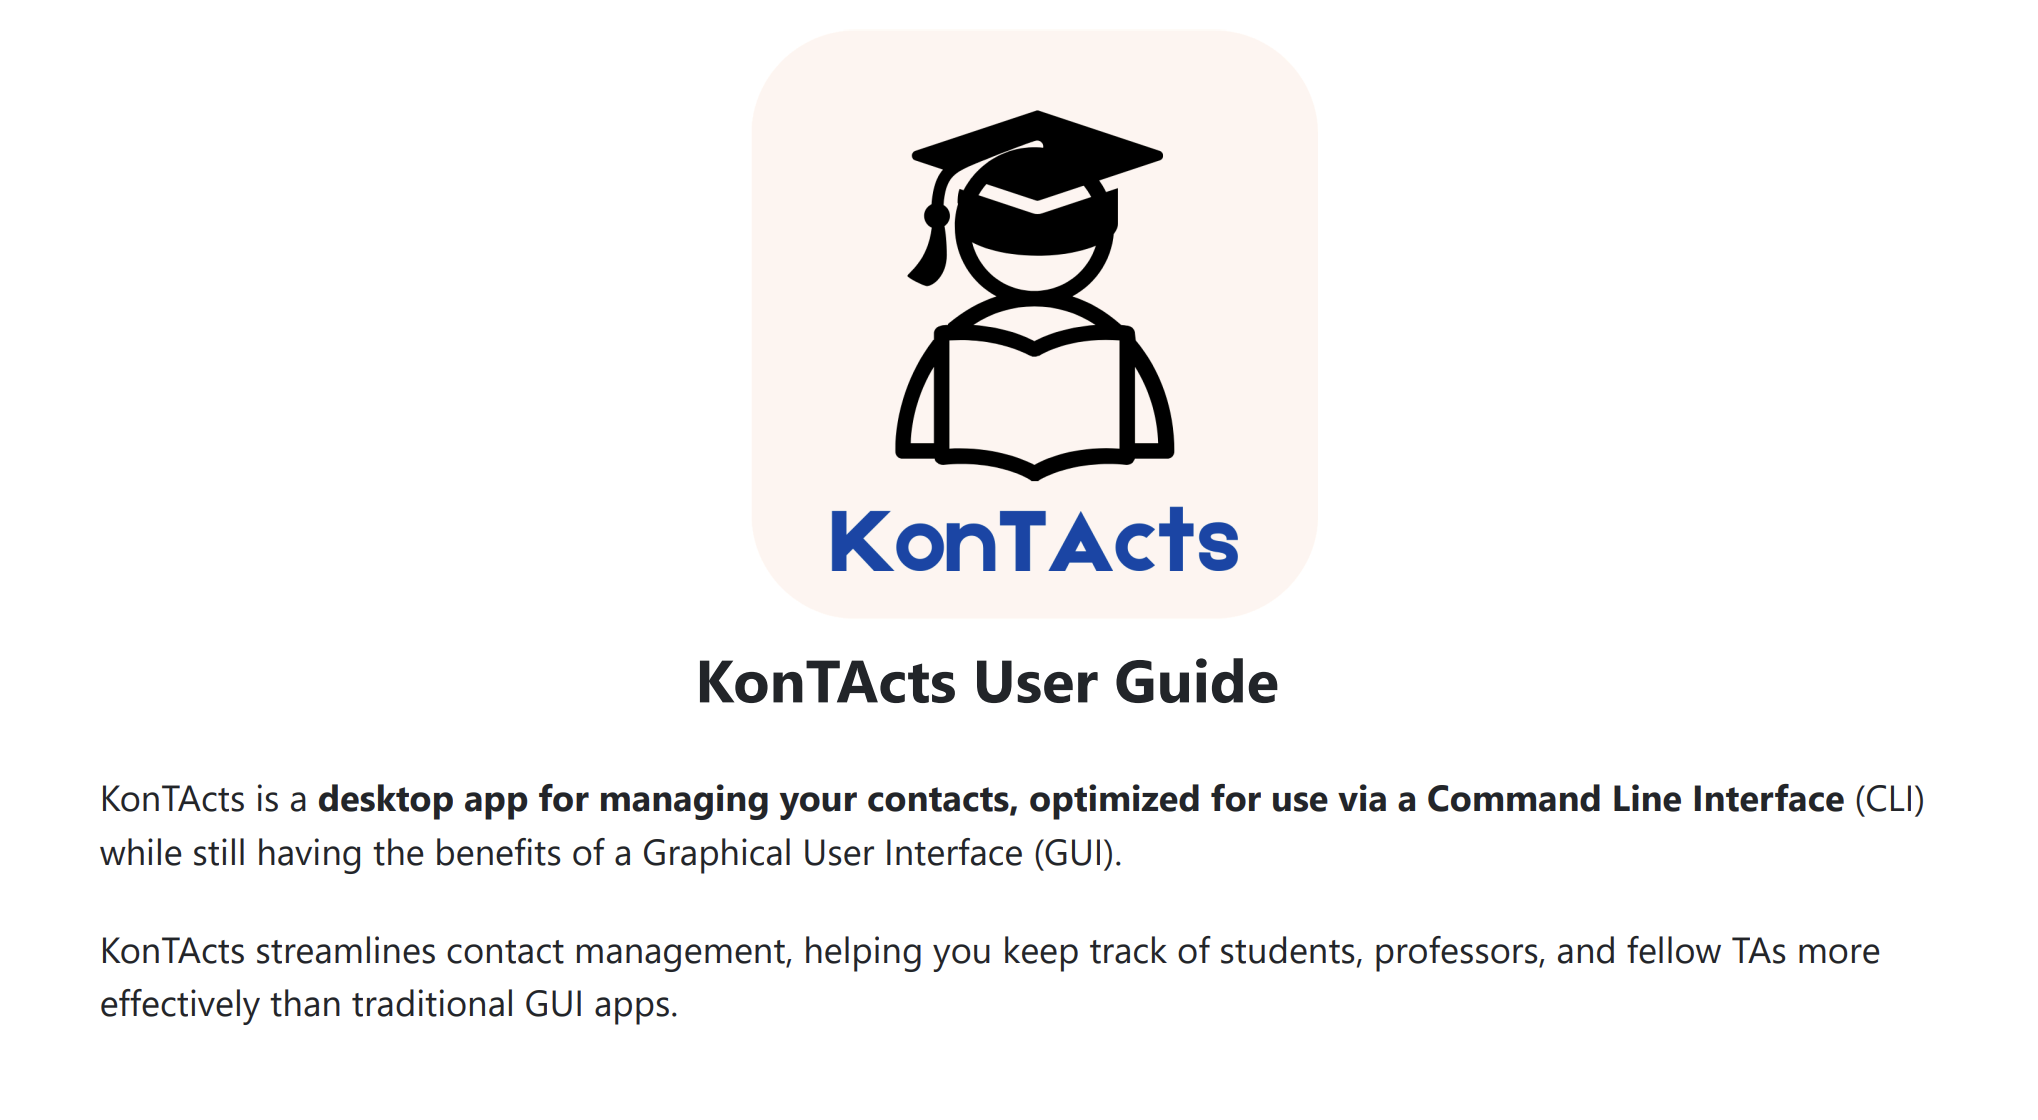 KonTActs
KonTActs User Guide
KonTActs is a desktop app for managing your contacts, optimized for use via a Command Line Interface (CLI)
while still having the benefits of a Graphical User Interface (GUI).
KonTActs streamlines contact management, helping you keep track of students, professors, and fellow TAs more
effectively than traditional GUI apps.